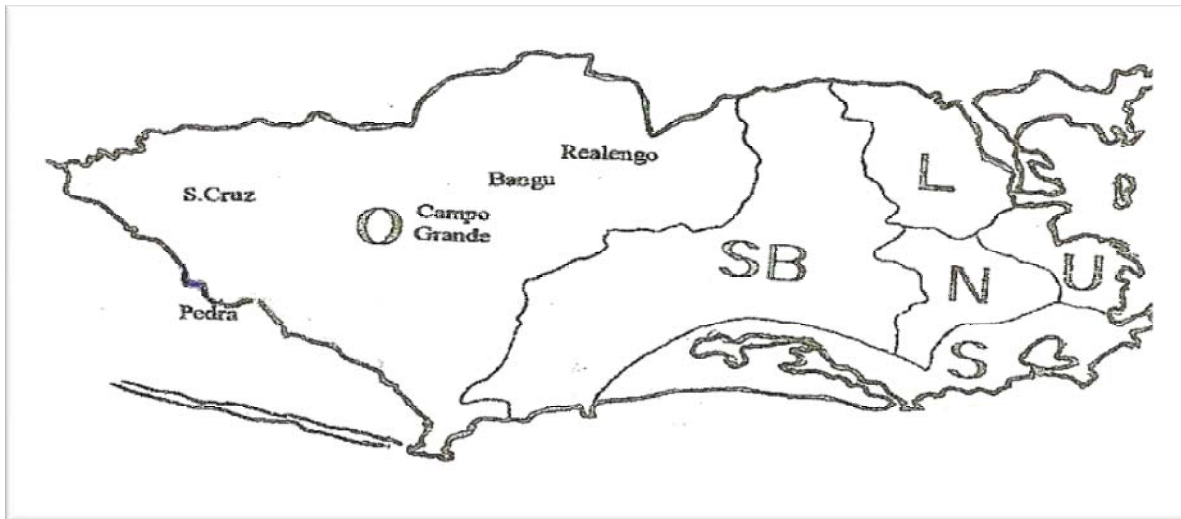 Realengo
Bangu
S.Cruz
O
Campo
Grande
Pedra
SB
L
N
U
S